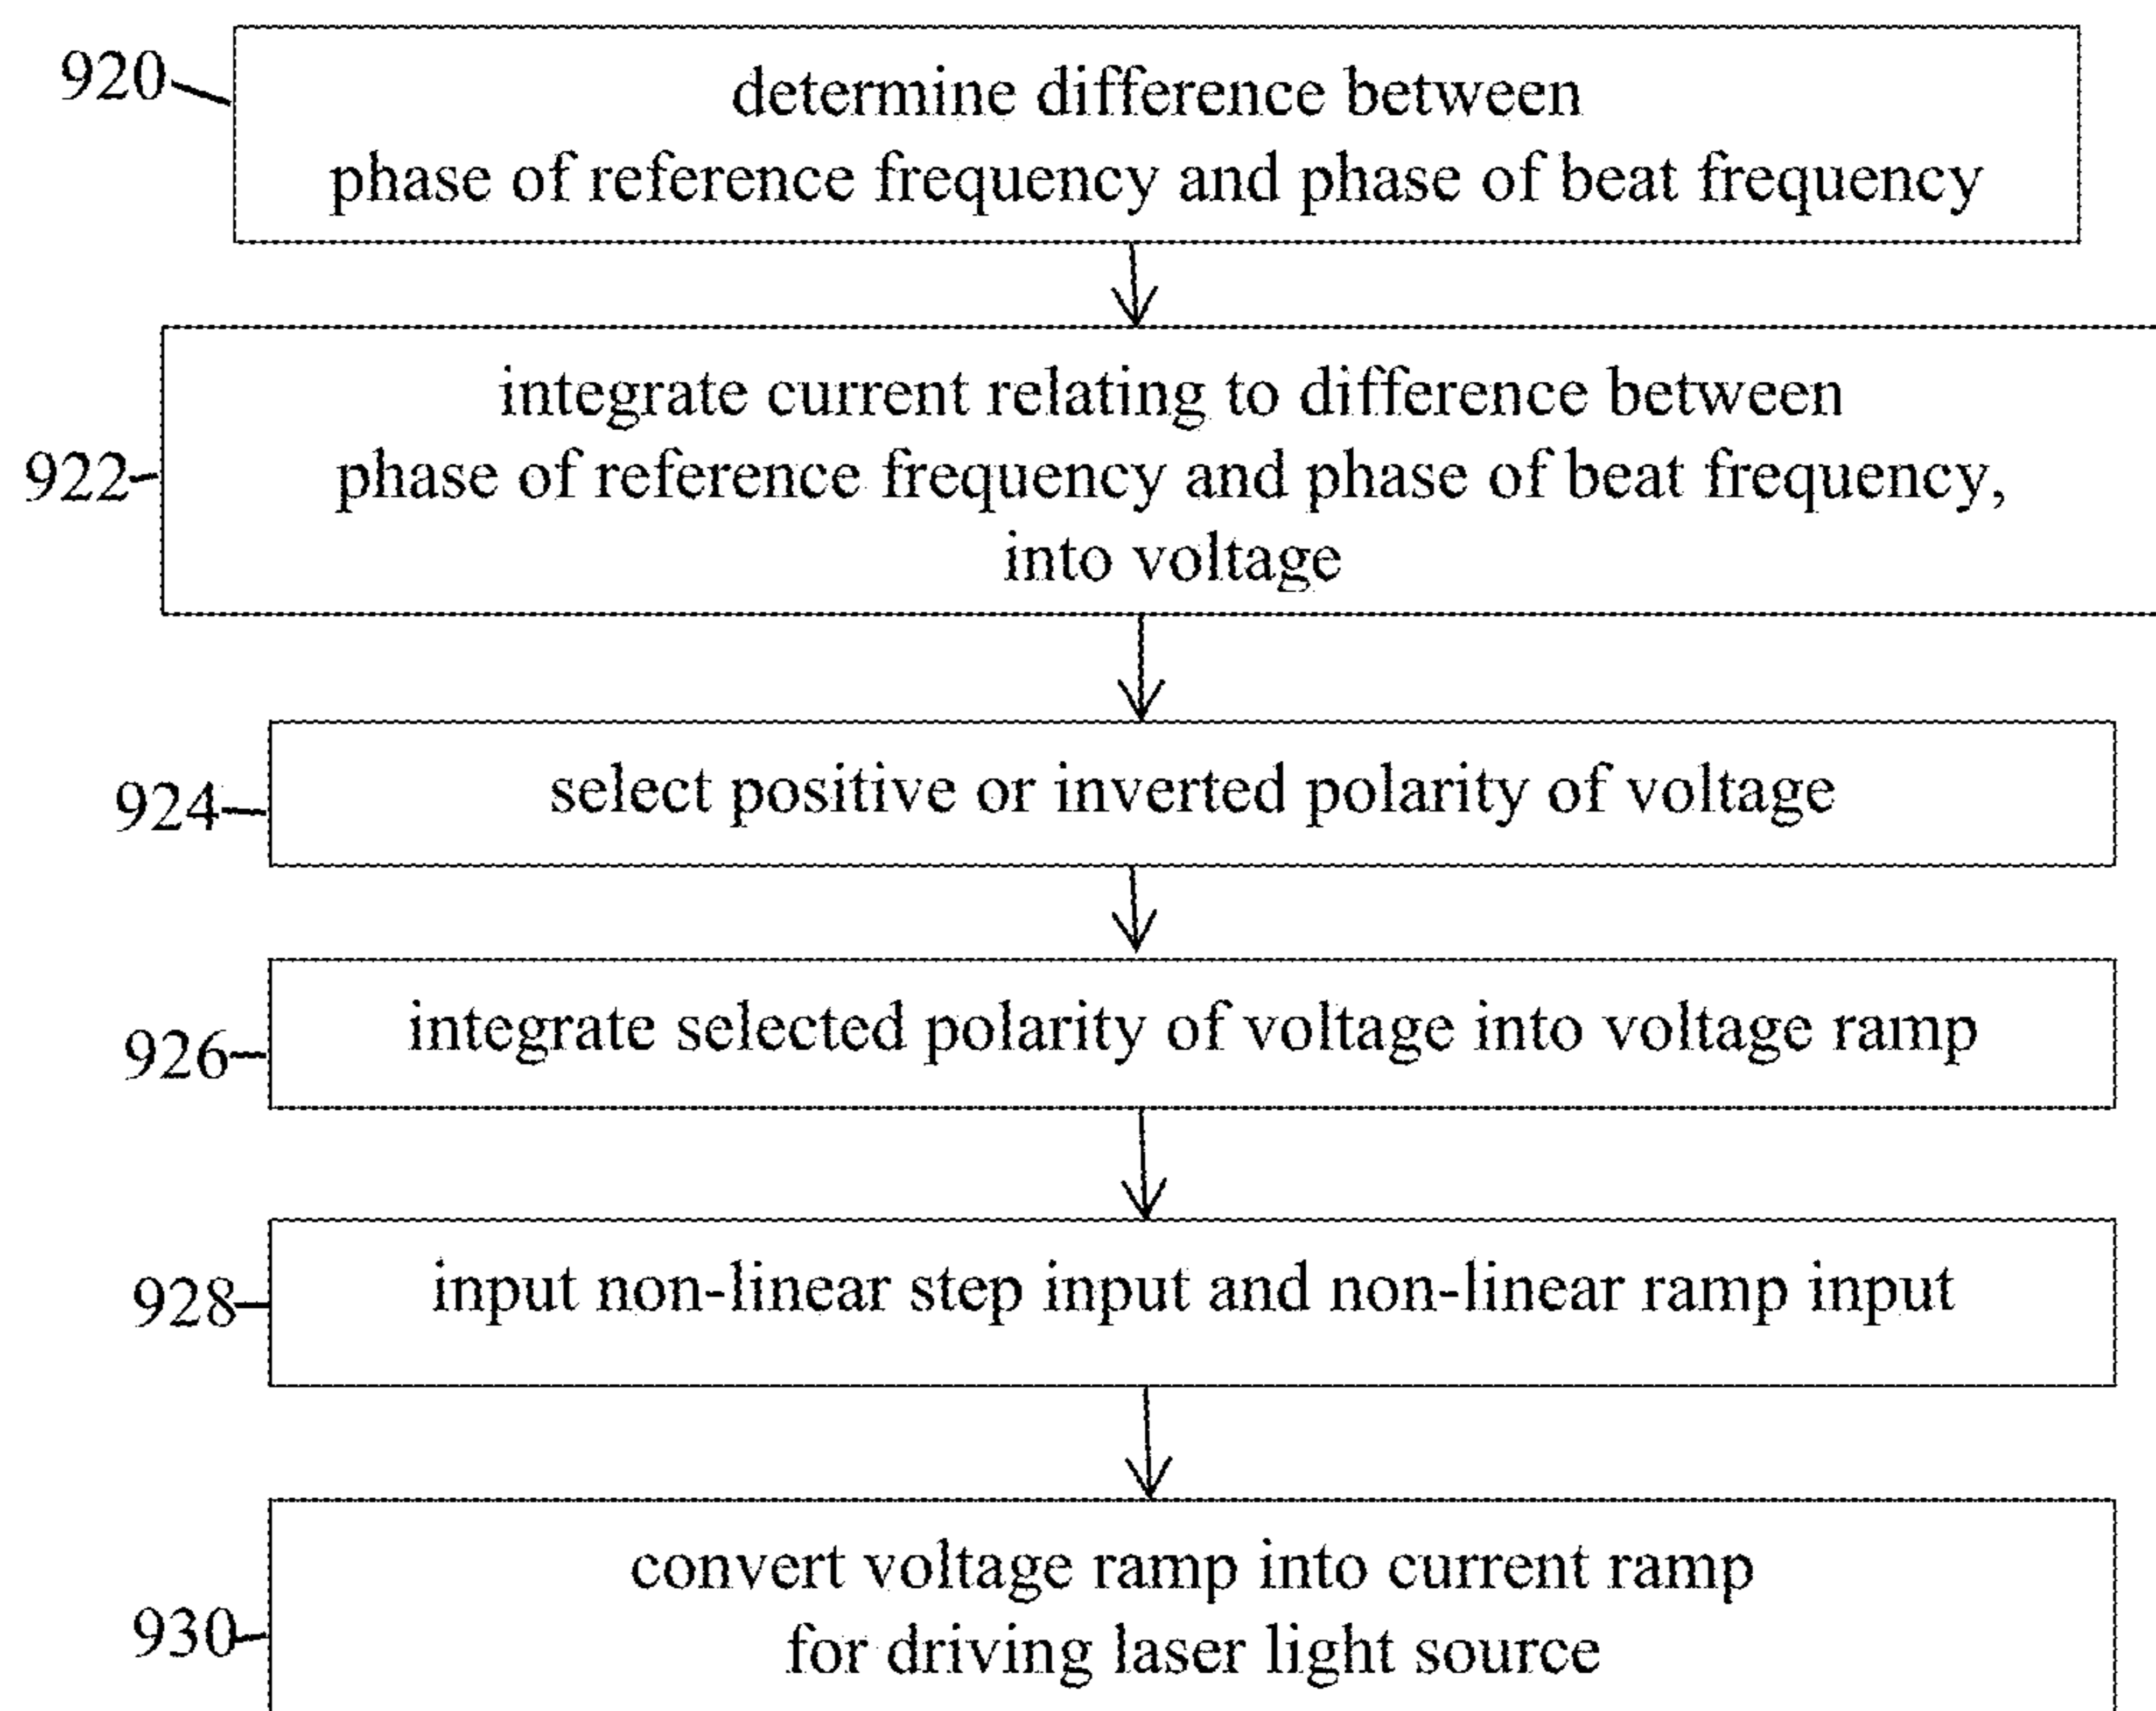 920
determine difference between
phase of reference frequency and phase of beat frequency
922
integrate current relating to difference between
phase of reference frequency and phase of beat frequency,
into voltage
924
select positive or inverted polarity of voltage
926
integrate selected polarity of voltage into voltage ramp
928
input non-linear step input and non-linear ramp input
930
convert voltage ramp into current ramp
for driving laser light source